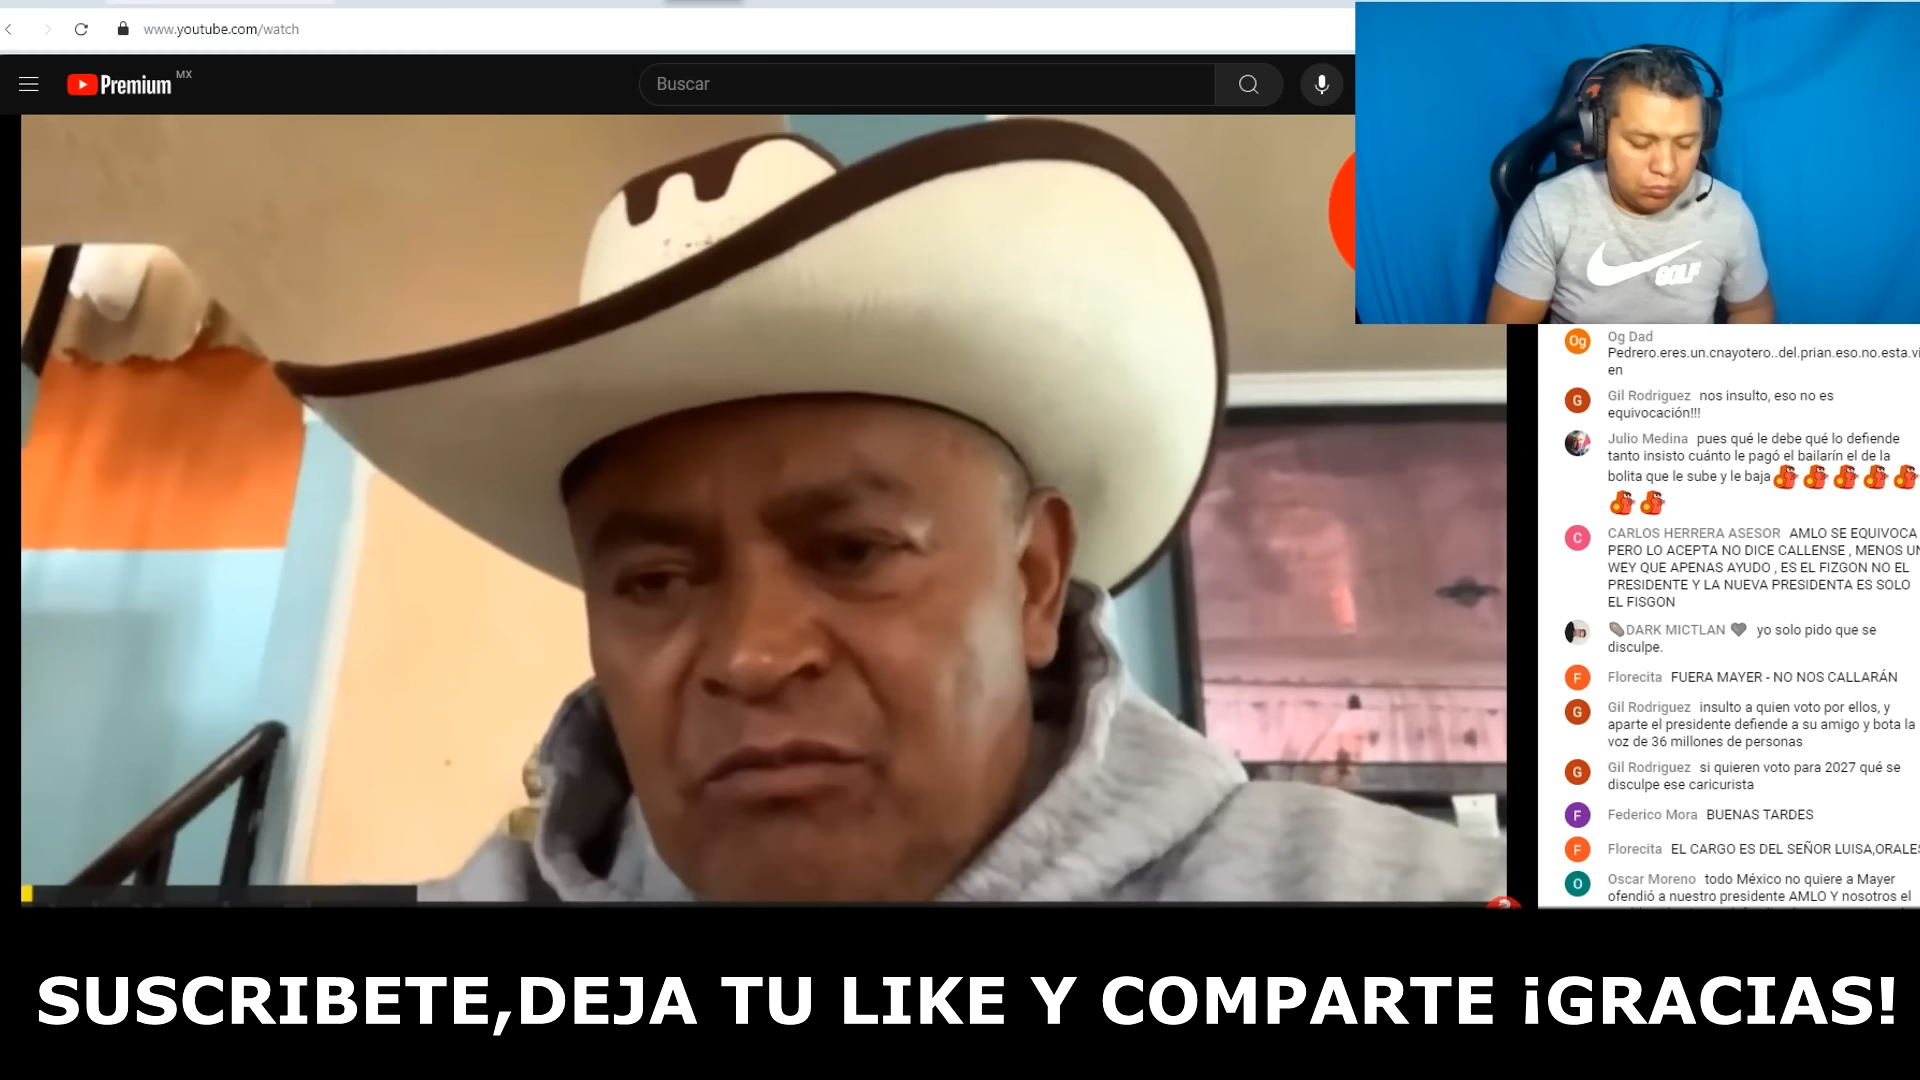 www.youtube.com/watch
Premium MX
Buscar
GOLF
Og Dad
Pedrero.eres.un.cnayotero..del.prian.eso.no.esta.vi
en
Gil Rodriguez nos insulto, eso no es
equivocación!!!
Julio Medina pues qué le debe qué lo defiende
tanto insisto cuánto le pagó el bailarín el de la
bolita que le sube y le baja
CARLOS HERRERA ASESOR AMLO SE EQUIVOCA
PERO LO ACEPTA NO DICE CALLENSE , MENOS UN
WEY QUE APENAS AYUDO , ES EL FIZGON NO EL
PRESIDENTE Y LA NUEVA PRESIDENTA ES SOLO
EL FISGON
DARK MICTLAN yo solo pido que se
disculpe.
Florecita FUERA MAYER - NO NOS CALLARÁN
Gil Rodriguez insulto a quien voto por ellos, y
aparte el presidente defiende a su amigo y bota la
voz de 36 millones de personas
Gil Rodriguez si quieren voto para 2027 qué se
disculpe ese caricurista
Federico Mora BUENAS TARDES
Florecita EL CARGO ES DEL SEÑOR LUISA,ORALES
Oscar Moreno todo México no quiere a Mayer
ofendió a nuestro presidente AMLO Y nosotros el
SUSCRIBETE,DEJA TU LIKE Y COMPARTE ¡GRACIAS!